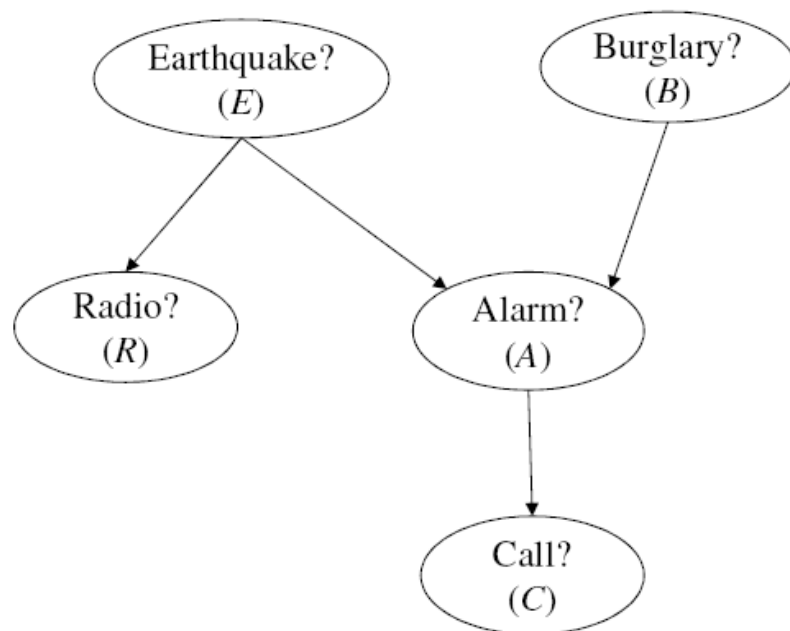 Earthquake?
(E)
Burglary?
(B)
Radio?
(R)
Alarm?
(A)
Call?
(C)